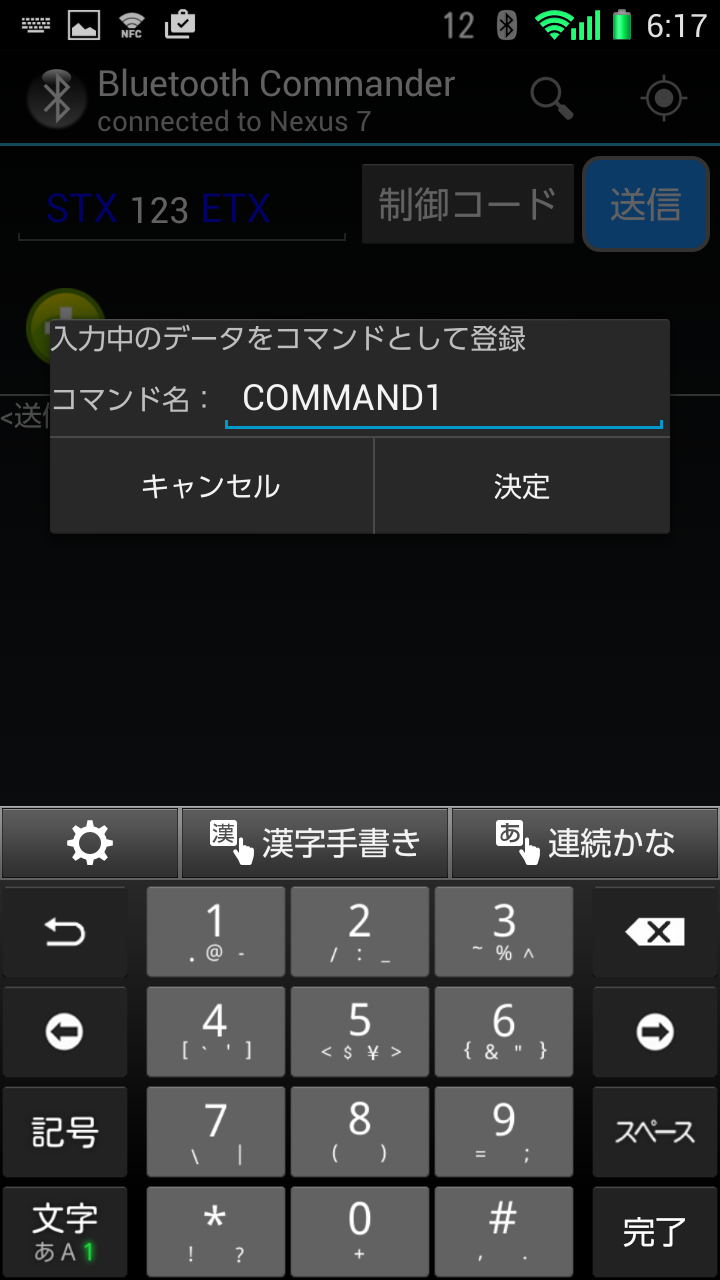 NFC 12 6:17
Bluetooth Commander
connected to Nexus 7
STX 123 ETX 制御コード 送信
入力中のデータをコマンドとして登録
コマンド名： COMMAND1
<送
キャンセル 決定
漢 漢字手書き あ 連続かな
1 2 3
. @ - / : _ ~ % ^
4 5 6
[ ` ' ] < $ ¥ > { & " }
記号 7 8 9 スペース
\ | ( ) = ;
文字 * 0 # 完了
あ A 1 ! ? + , .